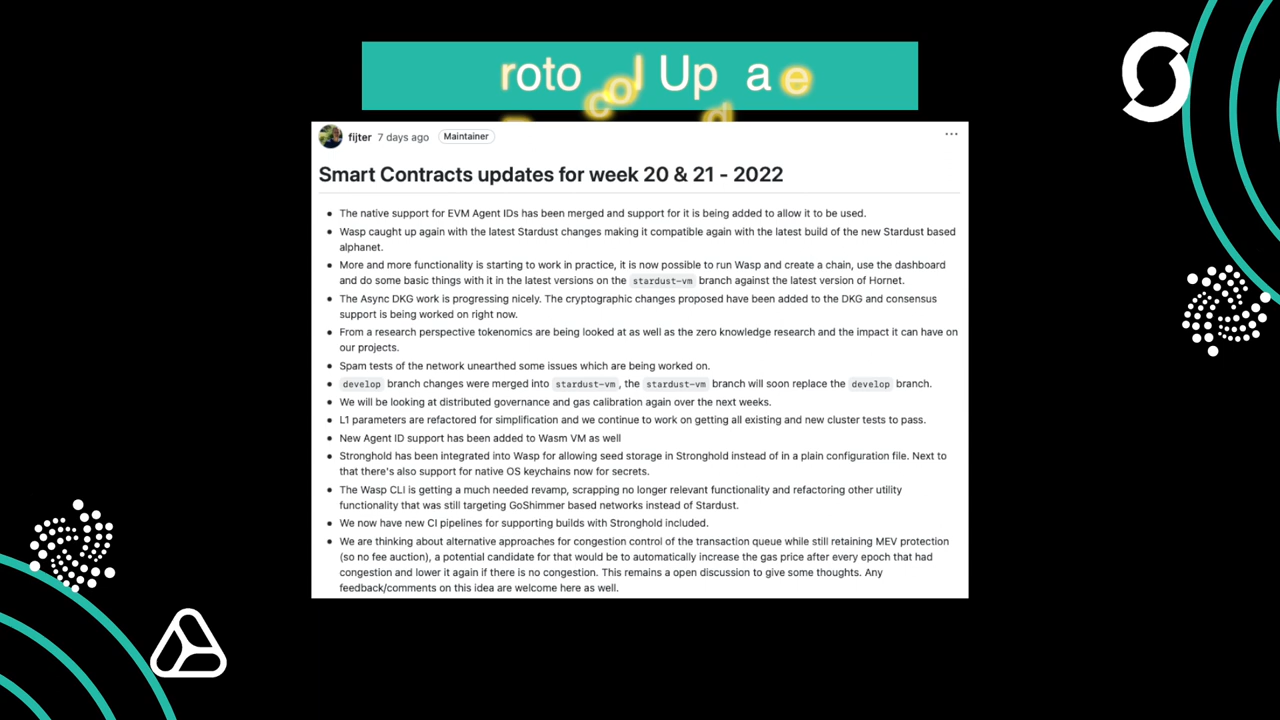 rotocol Up ade
fijter 7 days ago Maintainer ...
Smart Contracts updates for week 20 & 21 - 2022
• The native support for EVM Agent IDs has been merged and support for it is being added to allow it to be used.
• Wasp caught up again with the latest Stardust changes making it compatible again with the latest build of the new Stardust based
alphanet.
• More and more functionality is starting to work in practice, it is now possible to run Wasp and create a chain, use the dashboard
and do some basic things with it in the latest versions on the stardust-vm branch against the latest version of Hornet.
• The Async DKG work is progressing nicely. The cryptographic changes proposed have been added to the DKG and consensus
support is being worked on right now.
• From a research perspective tokenomics are being looked at as well as the zero knowledge research and the impact it can have on
our projects.
• Spam tests of the network unearthed some issues which are being worked on.
• develop branch changes were merged into stardust-vm, the stardust-vm branch will soon replace the develop branch.
• We will be looking at distributed governance and gas calibration again over the next weeks.
• L1 parameters are refactored for simplification and we continue to work on getting all existing and new cluster tests to pass.
• New Agent ID support has been added to Wasm VM as well
• Stronghold has been integrated into Wasp for allowing seed storage in Stronghold instead of in a plain configuration file. Next to
that there's also support for native OS keychains now for secrets.
• The Wasp CLI is getting a much needed revamp, scrapping no longer relevant functionality and refactoring other utility
functionality that was still targeting GoShimmer based networks instead of Stardust.
• We now have new CI pipelines for supporting builds with Stronghold included.
• We are thinking about alternative approaches for congestion control of the transaction queue while still retaining MEV protection
(so no fee auction), a potential candidate for that would be to automatically increase the gas price after every epoch that had
congestion and lower it again if there is no congestion. This remains a open discussion to give some thoughts. Any
feedback/comments on this idea are welcome here as well.